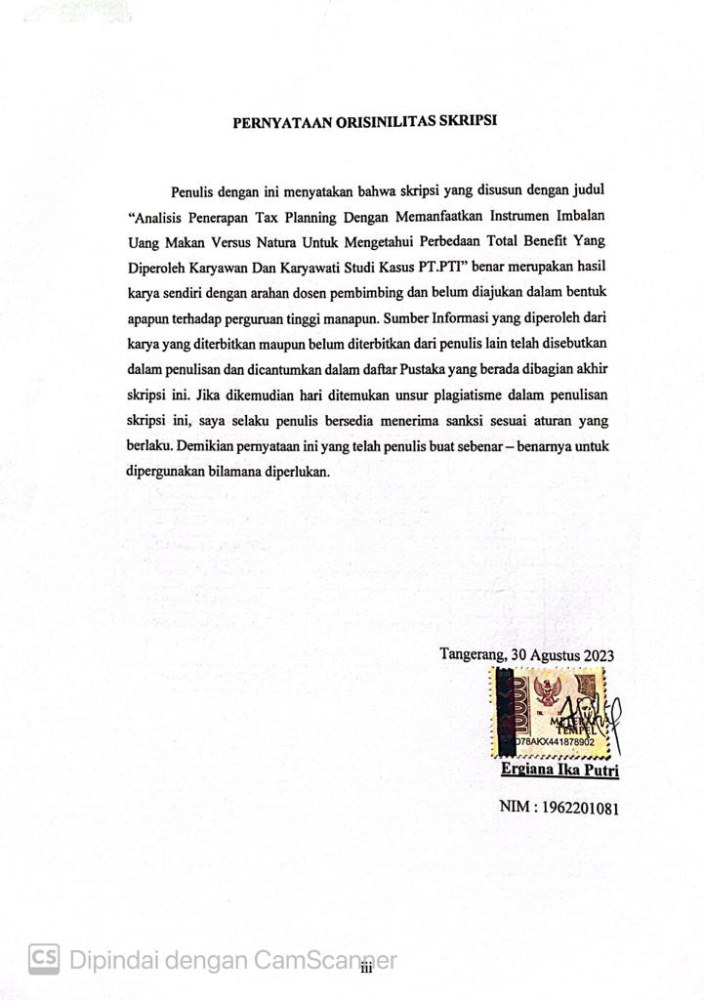 PERNYATAAN ORISINILITAS SKRIPSI
Penulis dengan ini menyatakan bahwa skripsi yang disusun dengan judul
“Analisis Penerapan Tax Planning Dengan Memanfaatkan Instrumen Imbalan
Uang Makan Versus Natura Untuk Mengetahui Perbedaan Total Benefit Yang
Diperoleh Karyawan Dan Karyawati Studi Kasus PT.PTI” benar merupakan hasil
karya sendiri dengan arahan dosen pembimbing dan belum diajukan dalam bentuk
apapun terhadap perguruan tinggi manapun. Sumber Informasi yang diperoleh dari
karya yang diterbitkan maupun belum diterbitkan dari penulis lain telah disebutkan
dalam penulisan dan dicantumkan dalam daftar Pustaka yang berada dibagian akhir
skripsi ini. Jika dikemudian hari ditemukan unsur plagiatisme dalam penulisan
skripsi ini, saya selaku penulis bersedia menerima sanksi sesuai aturan yang
berlaku. Demikian pernyataan ini yang telah penulis buat sebenar – benarnya untuk
dipergunakan bilamana diperlukan.
Tangerang, 30 Agustus 2023
10000
TEMPEL
D78AKX441878902
Ergiana Ika Putri
NIM : 1962201081
CS Dipindai dengan CamScanner
iii